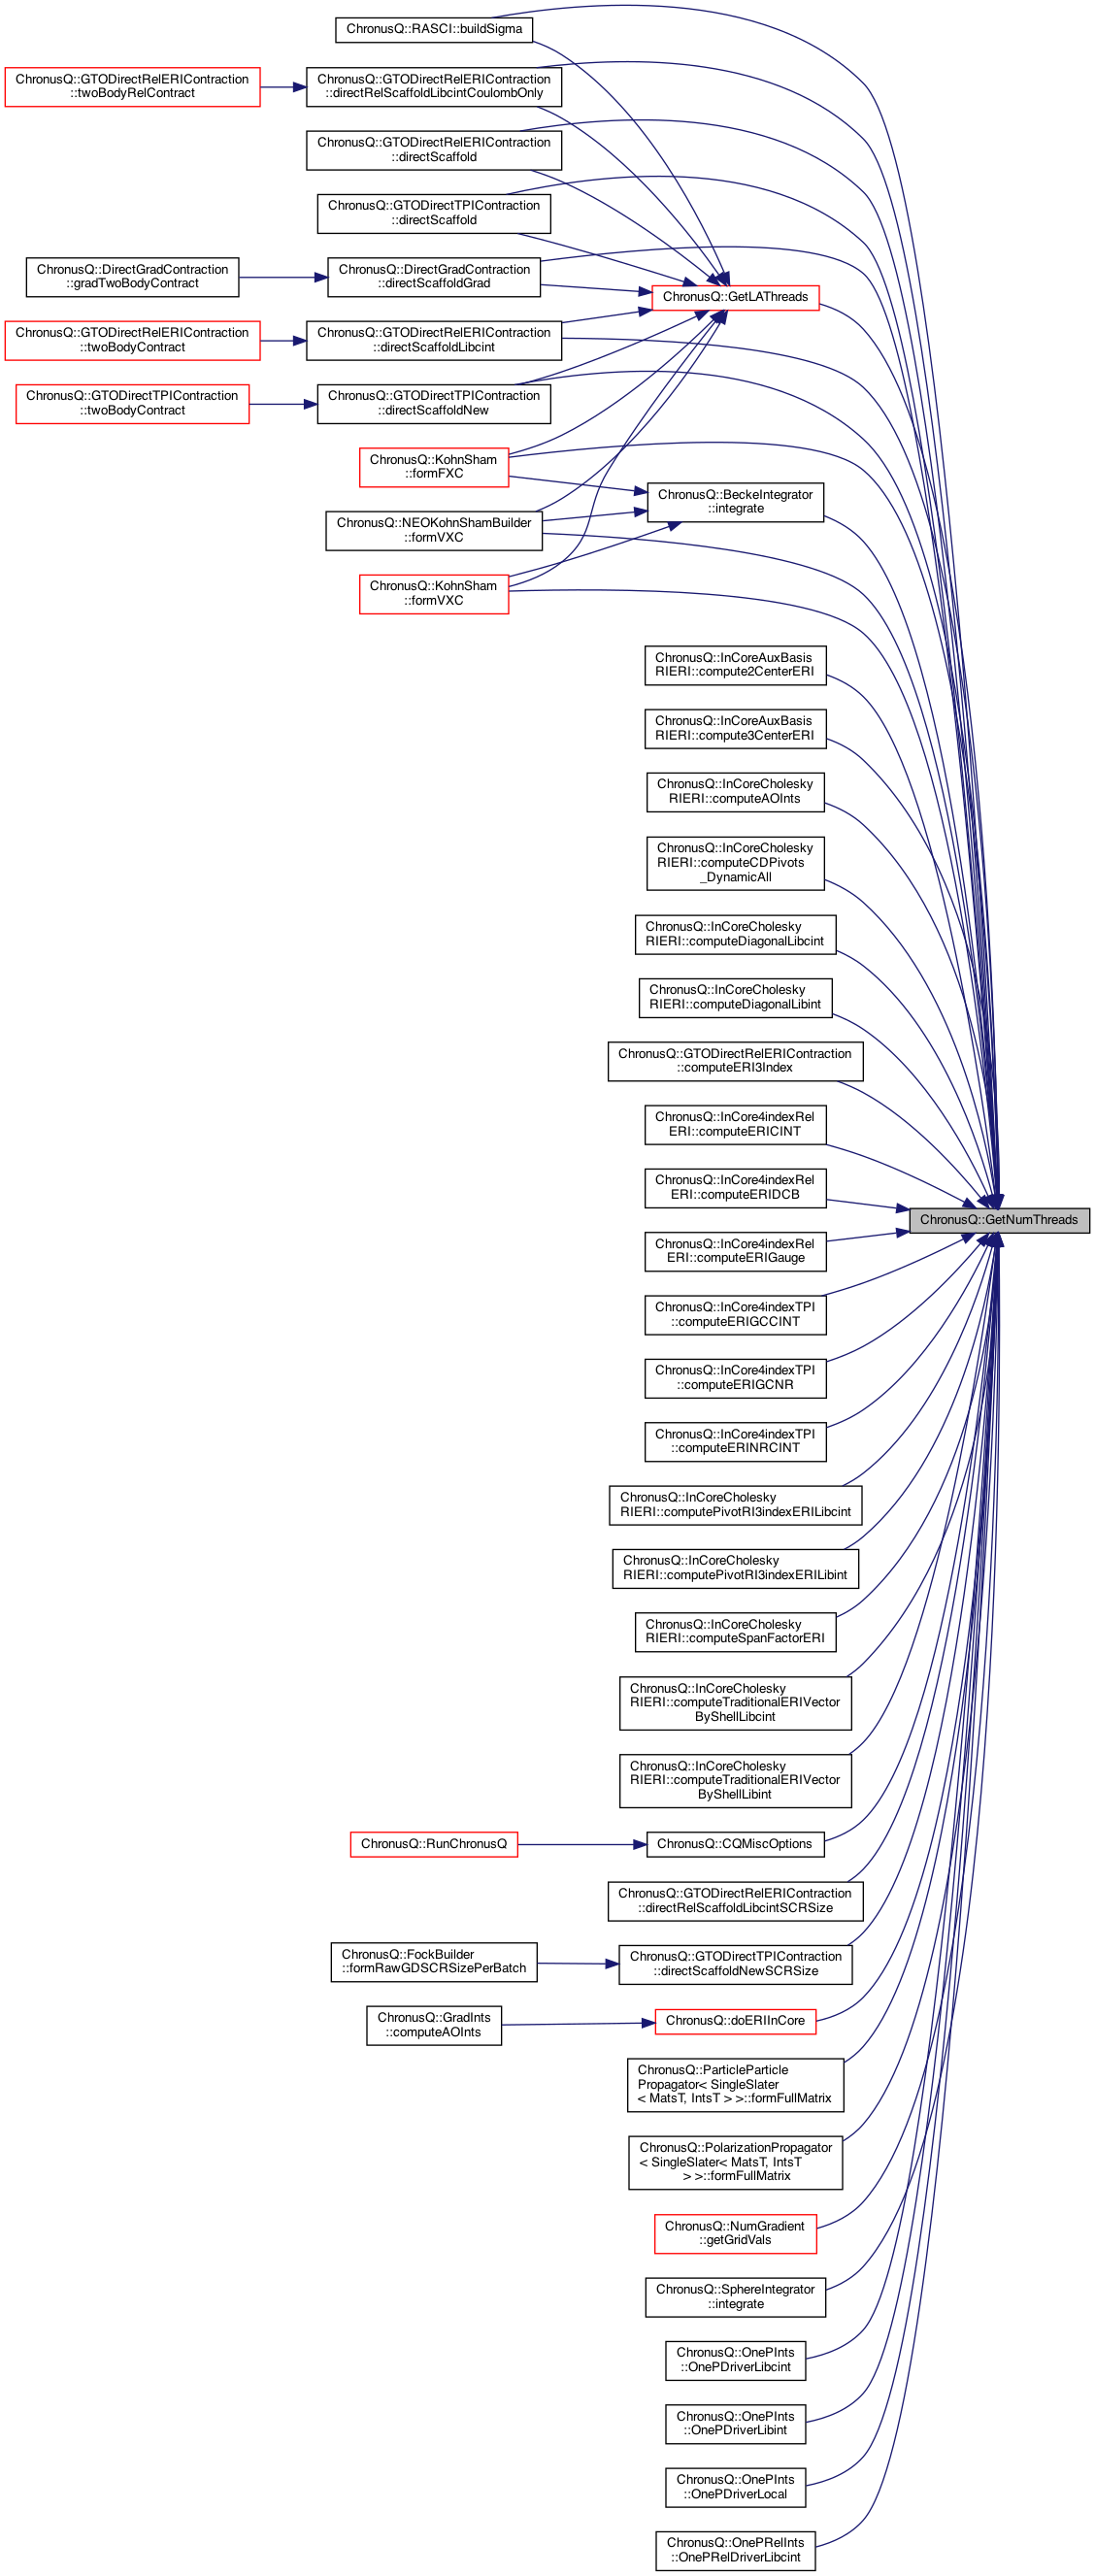 ChronusQ::RASCI::buildSigma
ChronusQ::GTODirectRelERIContraction
::twoBodyRelContract
ChronusQ::GTODirectRelERIContraction
::directRelScaffoldLibcintCoulombOnly
ChronusQ::GTODirectRelERIContraction
::directScaffold
ChronusQ::GTODirectTPIContraction
::directScaffold
ChronusQ::DirectGradContraction
::gradTwoBodyContract
ChronusQ::DirectGradContraction
::directScaffoldGrad
ChronusQ::GetLAThreads
ChronusQ::GTODirectRelERIContraction
::twoBodyContract
ChronusQ::GTODirectRelERIContraction
::directScaffoldLibcint
ChronusQ::GTODirectTPIContraction
::twoBodyContract
ChronusQ::GTODirectTPIContraction
::directScaffoldNew
ChronusQ::KohnSham
::formFXC
ChronusQ::BeckeIntegrator
::integrate
ChronusQ::NEOKohnShamBuilder
::formVXC
ChronusQ::KohnSham
::formVXC
ChronusQ::InCoreAuxBasis
RIERI::compute2CenterERI
ChronusQ::InCoreAuxBasis
RIERI::compute3CenterERI
ChronusQ::InCoreCholesky
RIERI::computeAOInts
ChronusQ::InCoreCholesky
RIERI::computeCDPivots
_DynamicAll
ChronusQ::InCoreCholesky
RIERI::computeDiagonalLibcint
ChronusQ::InCoreCholesky
RIERI::computeDiagonalLibint
ChronusQ::GTODirectRelERIContraction
::computeERI3Index
ChronusQ::InCore4indexRel
ERI::computeERICINT
ChronusQ::InCore4indexRel
ERI::computeERIDCB
ChronusQ::GetNumThreads
ChronusQ::InCore4indexRel
ERI::computeERIGauge
ChronusQ::InCore4indexTPI
::computeERIGCCINT
ChronusQ::InCore4indexTPI
::computeERIGCNR
ChronusQ::InCore4indexTPI
::computeERINRCINT
ChronusQ::InCoreCholesky
RIERI::computePivotRI3indexERILibcint
ChronusQ::InCoreCholesky
RIERI::computePivotRI3indexERILibint
ChronusQ::InCoreCholesky
RIERI::computeSpanFactorERI
ChronusQ::InCoreCholesky
RIERI::computeTraditionalERIVector
ByShellLibcint
ChronusQ::InCoreCholesky
RIERI::computeTraditionalERIVector
ByShellLibint
ChronusQ::RunChronusQ
ChronusQ::CQMiscOptions
ChronusQ::GTODirectRelERIContraction
::directRelScaffoldLibcintSCRSize
ChronusQ::FockBuilder
::formRawGDSCRSizePerBatch
ChronusQ::GTODirectTPIContraction
::directScaffoldNewSCRSize
ChronusQ::GradInts
::computeAOInts
ChronusQ::doERIInCore
ChronusQ::ParticleParticle
Propagator< SingleSlater
< MatsT, IntsT > >::formFullMatrix
ChronusQ::PolarizationPropagator
< SingleSlater< MatsT, IntsT
> >::formFullMatrix
ChronusQ::NumGradient
::getGridVals
ChronusQ::SphereIntegrator
::integrate
ChronusQ::OnePInts
::OnePDriverLibcint
ChronusQ::OnePInts
::OnePDriverLibint
ChronusQ::OnePInts
::OnePDriverLocal
ChronusQ::OnePRelInts
::OnePRelDriverLibcint